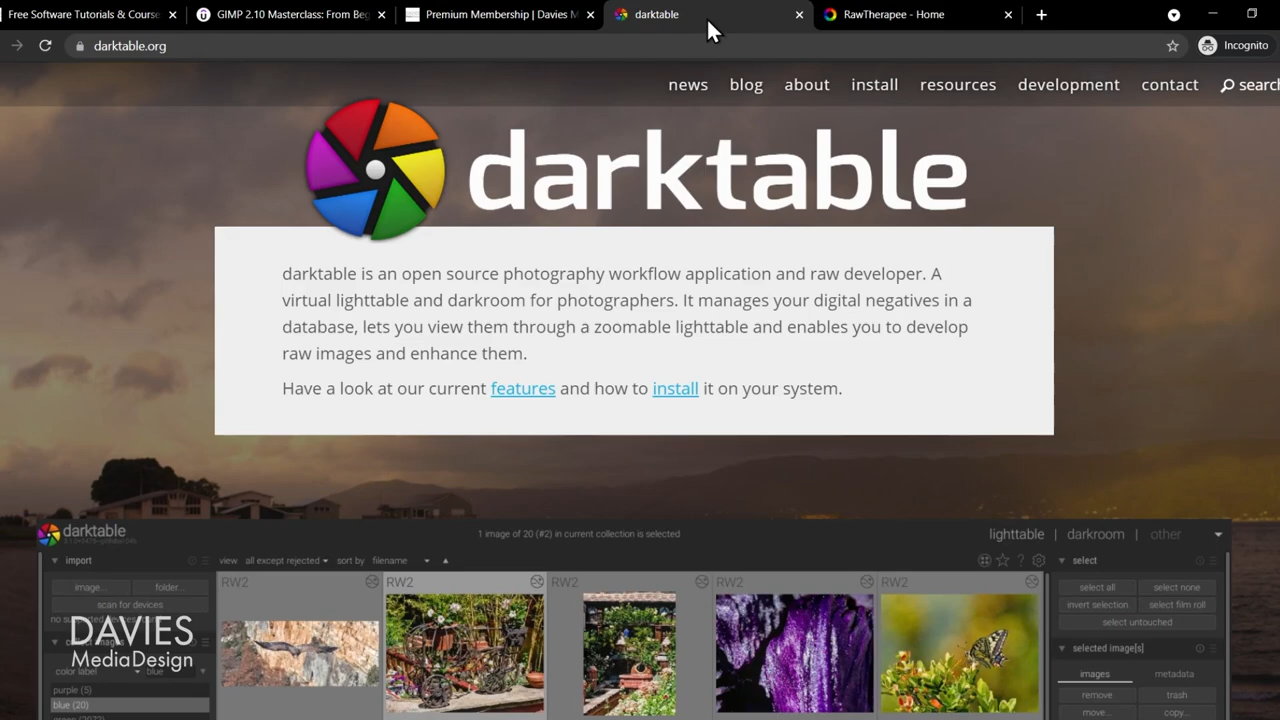 Free Software Tutorials & Course
GIMP 2.10 Masterclass: From Beg
Premium Membership | Davies M
darktable
RawTherapee - Home
darktable.org
Incognito
news blog about install resources development contact search
darktable
darktable is an open source photography workflow application and raw developer. A
virtual lighttable and darkroom for photographers. It manages your digital negatives in a
database, lets you view them through a zoomable lighttable and enables you to develop
raw images and enhance them.
Have a look at our current features and how to install it on your system.
darktable
1 image of 20 (#2) in current collection is selected
lighttable | darkroom | other
import
view all except rejected sort by filename
select
image... folder...
scan for devices
RW2 RW2 RW2 RW2 RW2
select all select none
invert selection select film roll
select untouched
selected image[s]
images metadata
remove trash
move... copy...
DAVIES
MediaDesign
color label blue
purple (5)
blue (20)